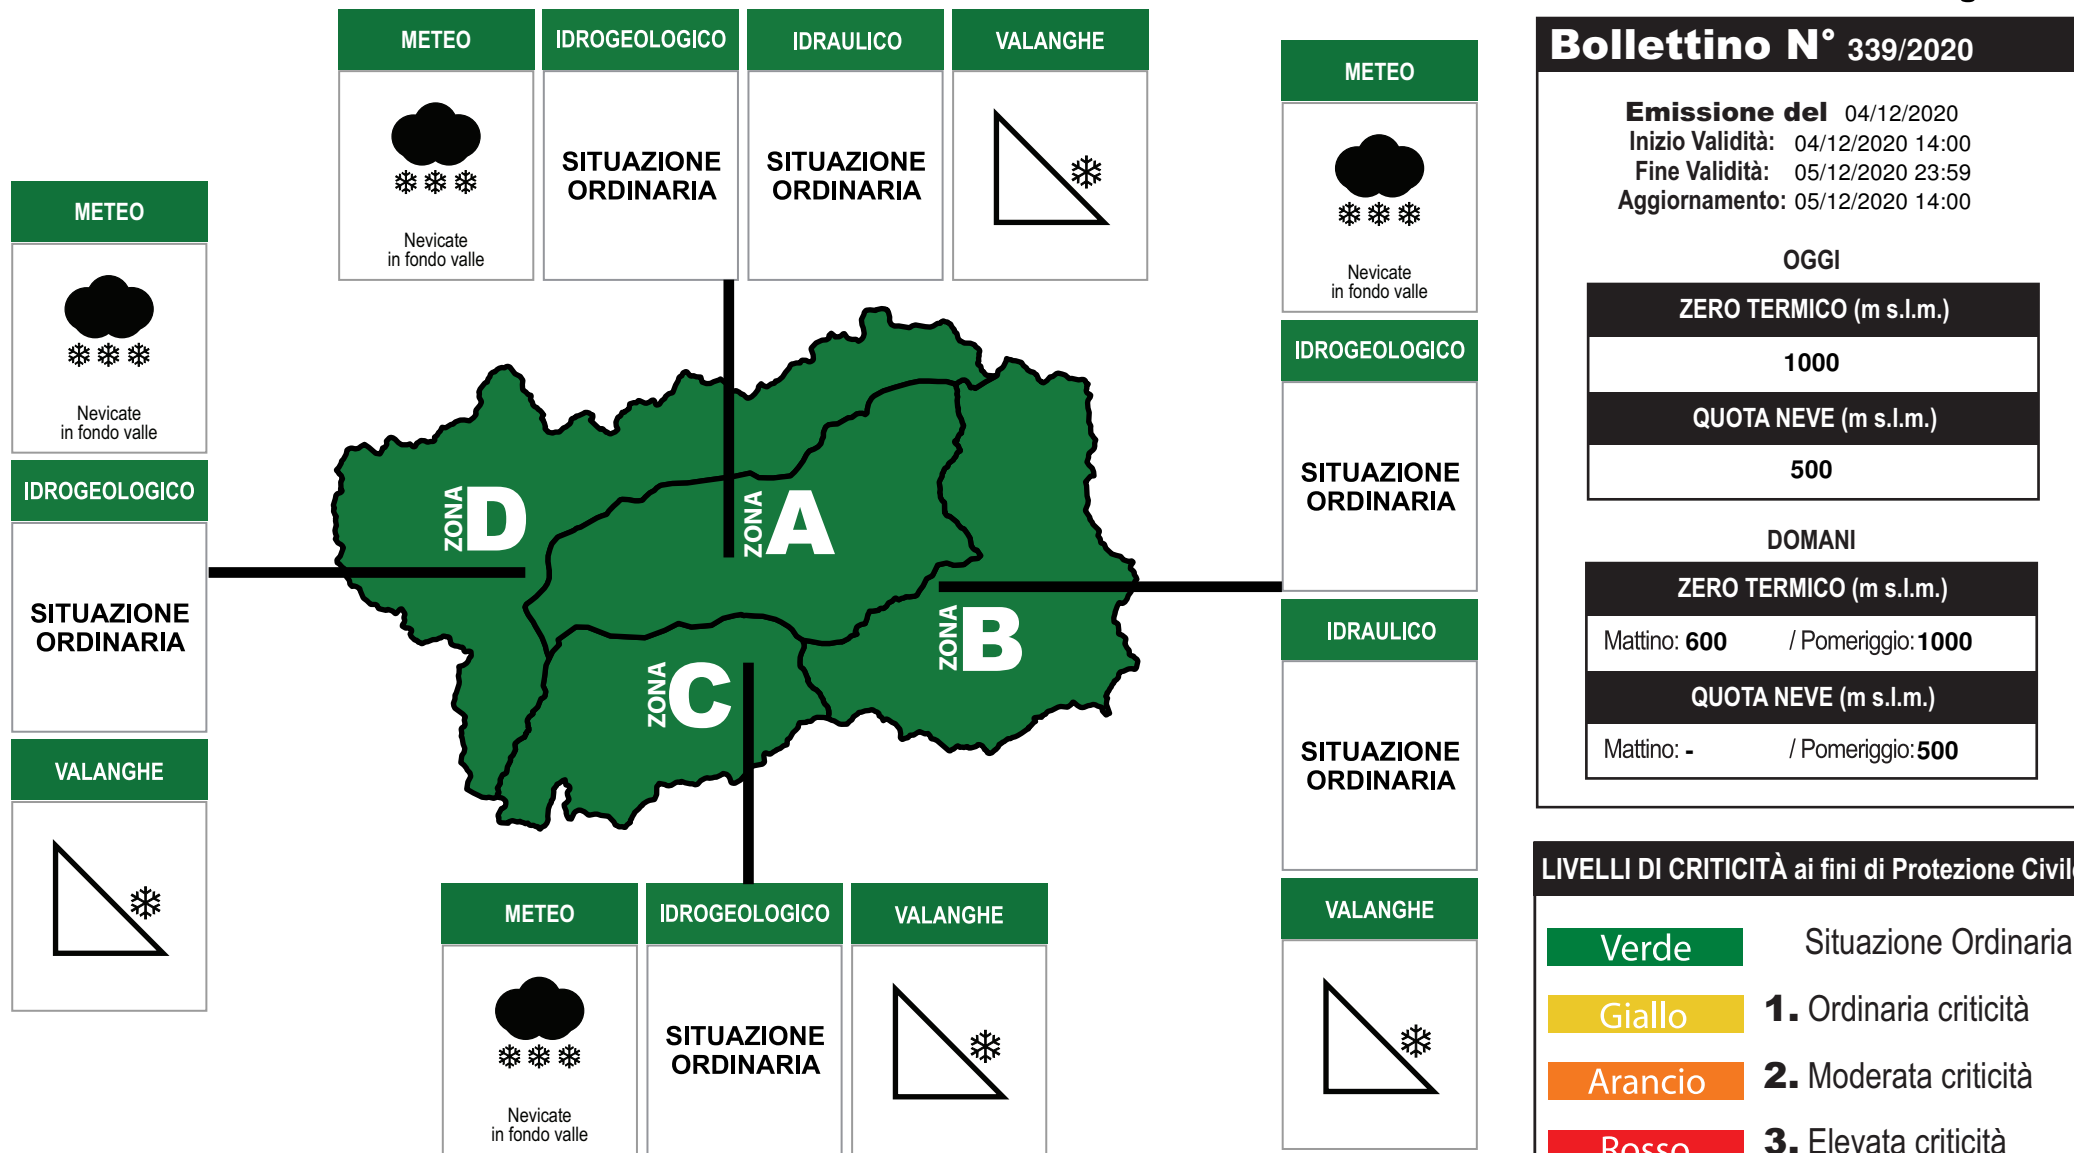 METEO
IDROGEOLOGICO
IDRAULICO
VALANGHE
Nevicate
in fondo valle
SITUAZIONE
ORDINARIA
SITUAZIONE
ORDINARIA
METEO
Nevicate
in fondo valle
IDROGEOLOGICO
SITUAZIONE
ORDINARIA
VALANGHE
ZONA D
ZONA A
ZONA B
ZONA C
METEO
Nevicate
in fondo valle
IDROGEOLOGICO
SITUAZIONE
ORDINARIA
IDRAULICO
SITUAZIONE
ORDINARIA
VALANGHE
METEO
IDROGEOLOGICO
VALANGHE
Nevicate
in fondo valle
SITUAZIONE
ORDINARIA
Bollettino N° 339/2020
Emissione del 04/12/2020
Inizio Validità: 04/12/2020 14:00
Fine Validità: 05/12/2020 23:59
Aggiornamento: 05/12/2020 14:00
OGGI
ZERO TERMICO (m s.l.m.)
1000
QUOTA NEVE (m s.l.m.)
500
DOMANI
ZERO TERMICO (m s.l.m.)
Mattino: 600 / Pomeriggio: 1000
QUOTA NEVE (m s.l.m.)
Mattino: - / Pomeriggio: 500
LIVELLI DI CRITICITÀ ai fini di Protezione Civile
Verde Situazione Ordinaria
Giallo 1. Ordinaria criticità
Arancio 2. Moderata criticità
Rosso 3. Elevata criticità